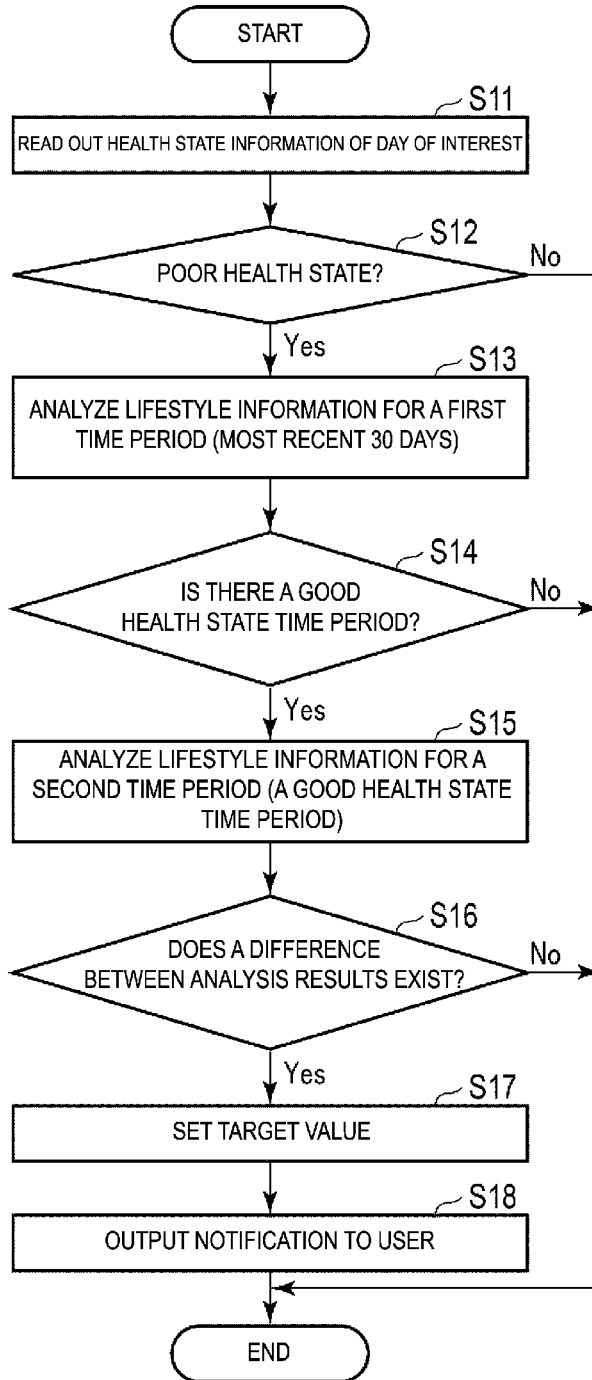 START
S11
READ OUT HEALTH STATE INFORMATION OF DAY OF INTEREST
S12
POOR HEALTH STATE?
No
Yes
S13
ANALYZE LIFESTYLE INFORMATION FOR A FIRST
TIME PERIOD (MOST RECENT 30 DAYS)
S14
IS THERE A GOOD
HEALTH STATE TIME PERIOD?
No
Yes
S15
ANALYZE LIFESTYLE INFORMATION FOR A
SECOND TIME PERIOD (A GOOD HEALTH STATE
TIME PERIOD)
S16
DOES A DIFFERENCE
BETWEEN ANALYSIS RESULTS EXIST?
No
Yes
S17
SET TARGET VALUE
S18
OUTPUT NOTIFICATION TO USER
END